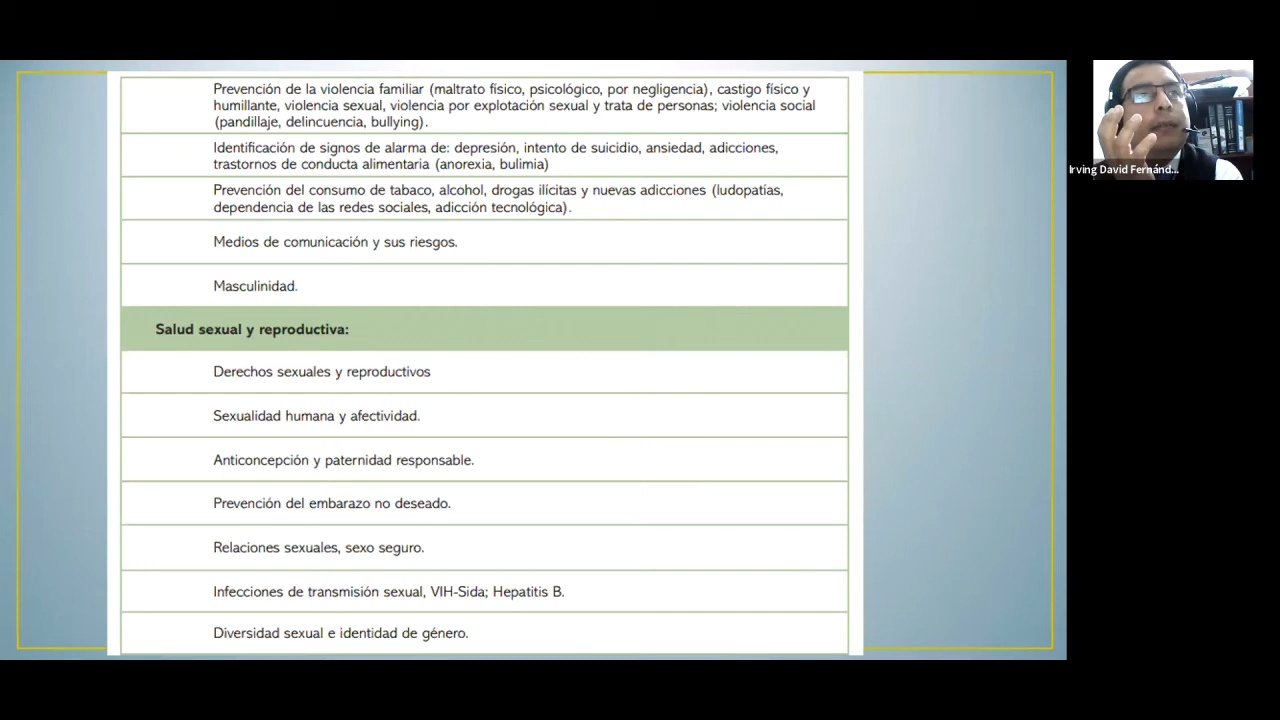 Prevención de la violencia familiar (maltrato físico, psicológico, por negligencia), castigo físico y
humillante, violencia sexual, violencia por explotación sexual y trata de personas; violencia social
(pandillaje, delincuencia, bullying).
Identificación de signos de alarma de: depresión, intento de suicidio, ansiedad, adicciones,
trastornos de conducta alimentaria (anorexia, bulimia)
Prevención del consumo de tabaco, alcohol, drogas ilícitas y nuevas adicciones (ludopatías,
dependencia de las redes sociales, adicción tecnológica).
Medios de comunicación y sus riesgos.
Masculinidad.
Salud sexual y reproductiva:
Derechos sexuales y reproductivos
Sexualidad humana y afectividad.
Anticoncepción y paternidad responsable.
Prevención del embarazo no deseado.
Relaciones sexuales, sexo seguro.
Infecciones de transmisión sexual, VIH-Sida; Hepatitis B.
Diversidad sexual e identidad de género.
Irving David Fernánd...